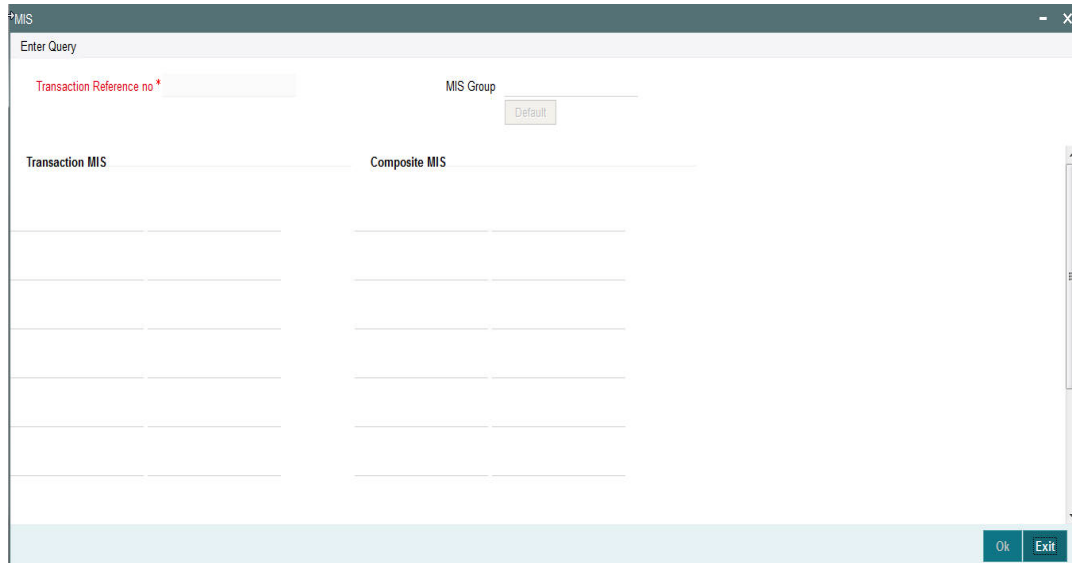 MIS
Enter Query
Transaction Reference no * MIS Group
Default
Transaction MIS Composite MIS
Ok Exit